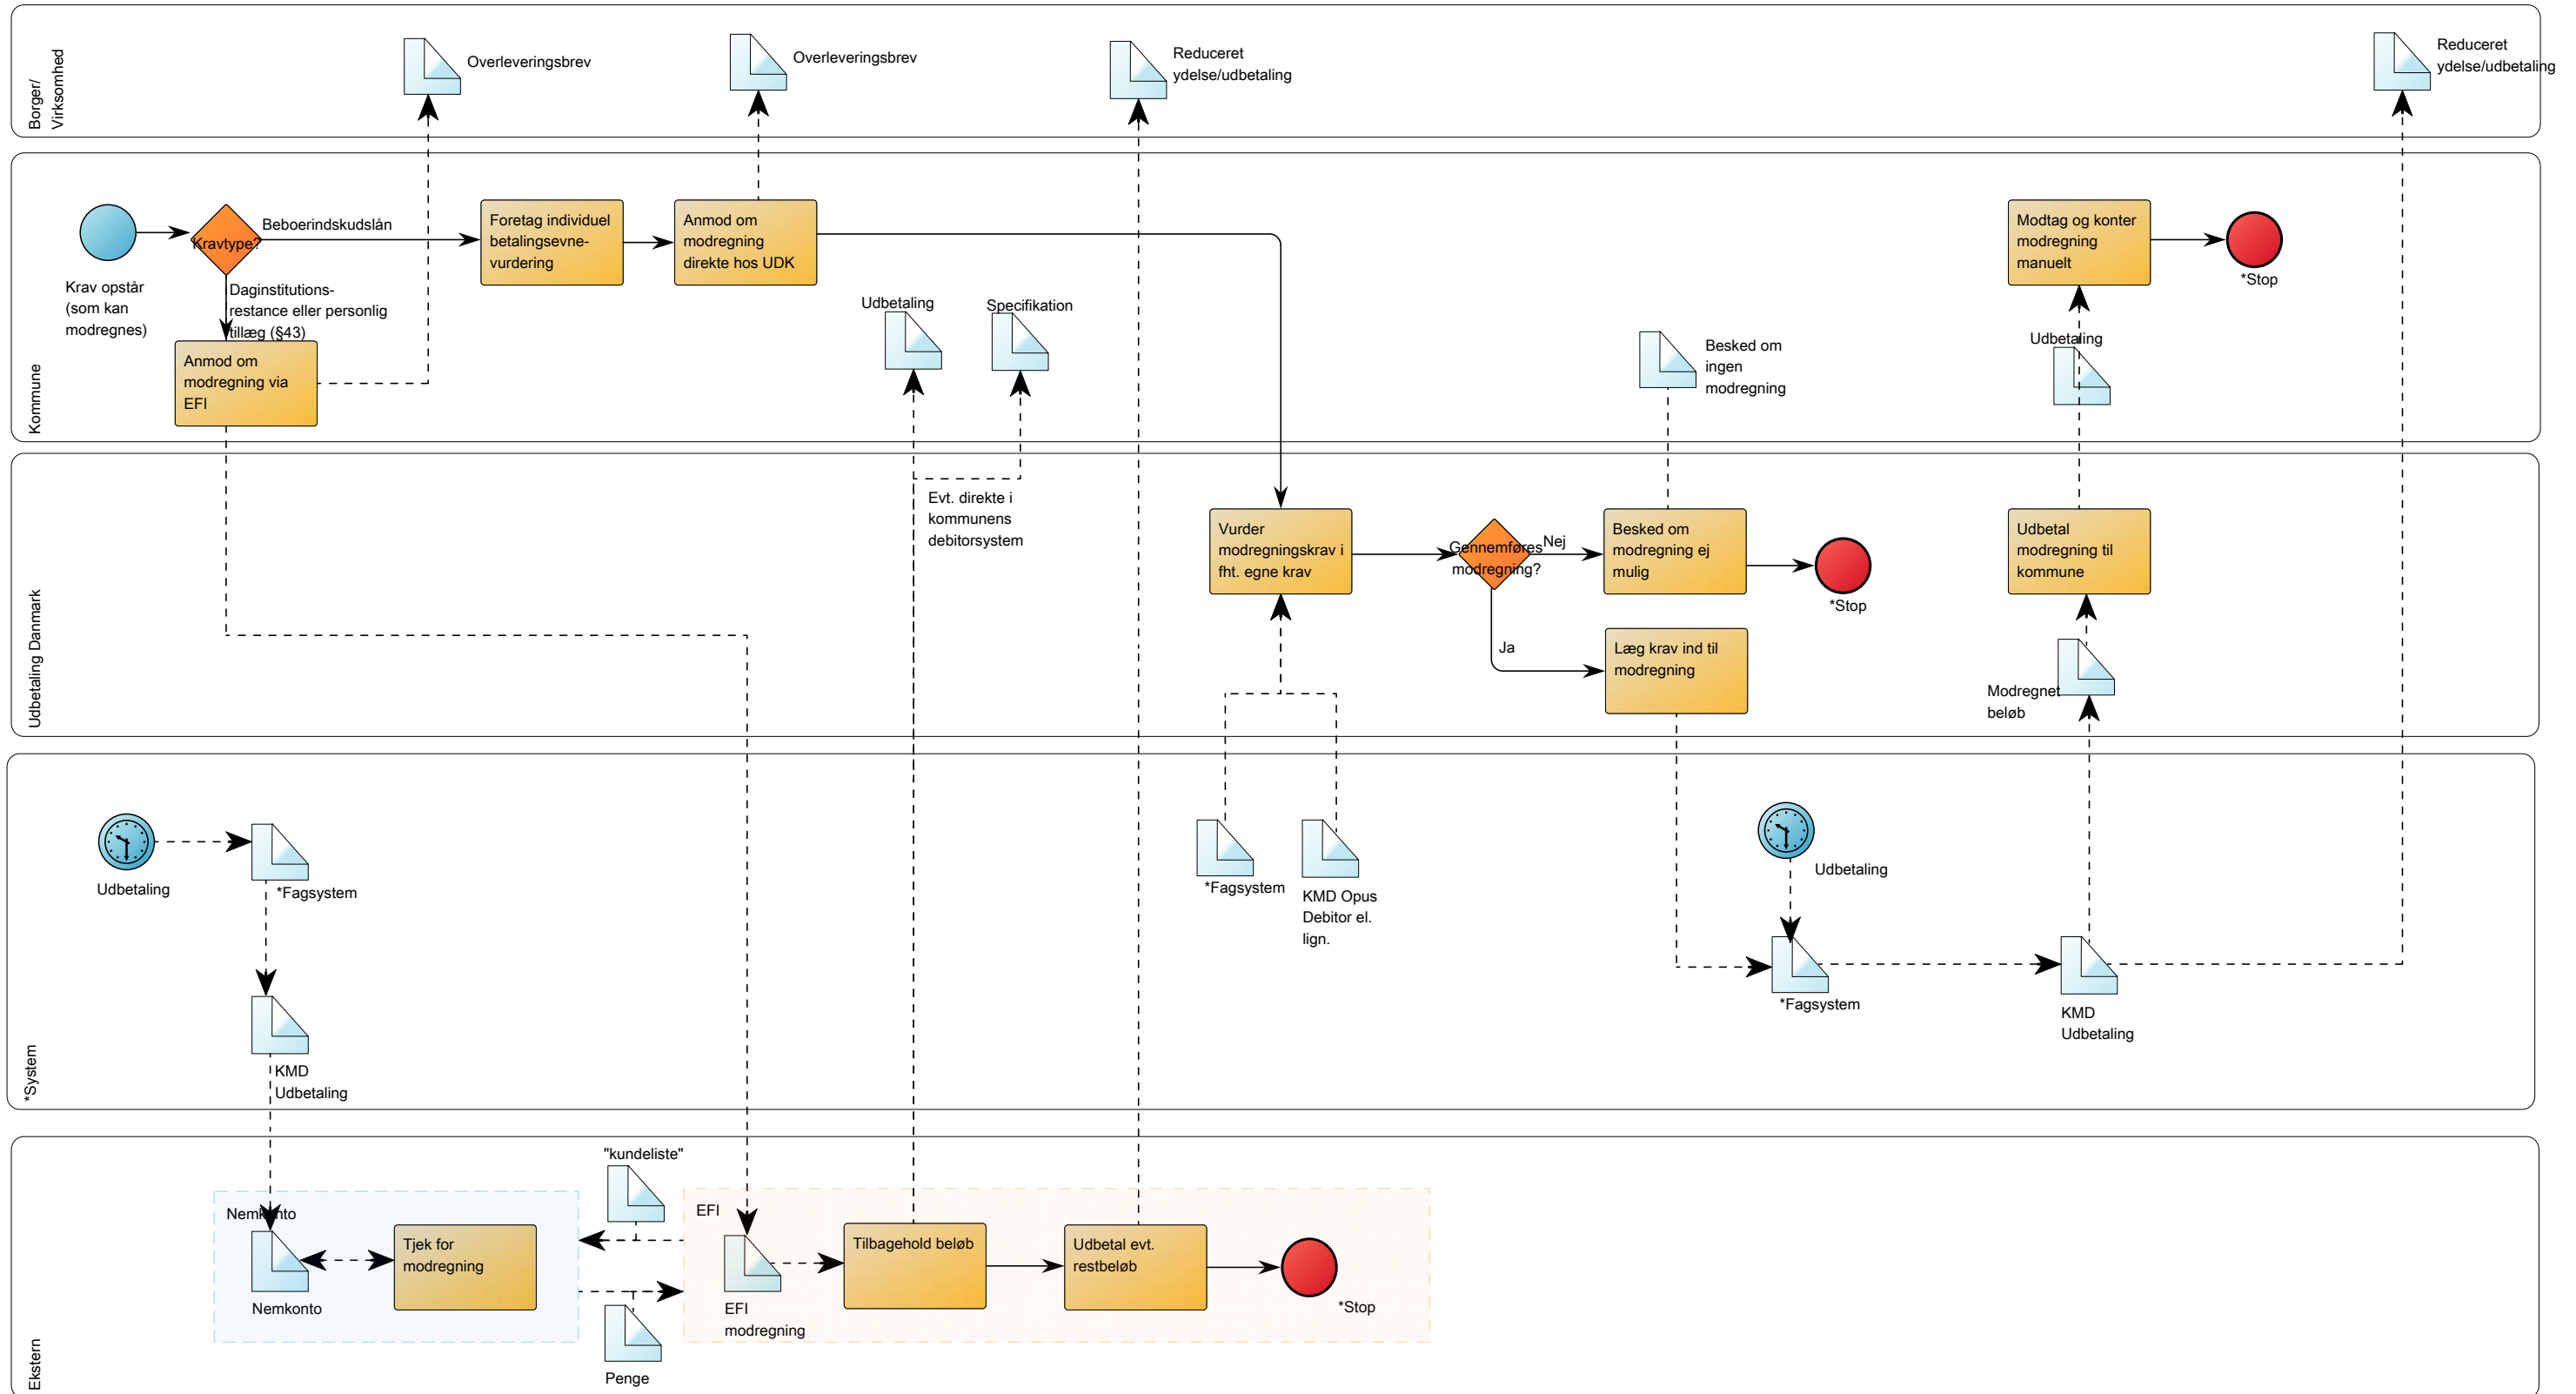 Borger/
Virksomhed
Overleveringsbrev
Overleveringsbrev
Reduceret
ydelse/udbetaling
Reduceret
ydelse/udbetaling
Kommune
Krav opstår
(som kan
modregnes)
Kravtype?
Beboerindskudslån
Daginstitutions-
restance eller personlig
tillæg (§43)
Anmod om
modregning via
EFI
Foretag individuel
betalingsevne-
vurdering
Anmod om
modregning
direkte hos UDK
Udbetaling
Specifikation
Besked om
ingen
modregning
Modtag og konter
modregning
manuelt
*Stop
Udbetaling
Udbetaling Danmark
Evt. direkte i
kommunens
debitorsystem
Vurder
modregningskrav i
fht. egne krav
Gennemføres
modregning?
Nej
Ja
Besked om
modregning ej
mulig
*Stop
Læg krav ind til
modregning
Udbetal
modregning til
kommune
Modregnet
beløb
*System
Udbetaling
*Fagsystem
KMD
Udbetaling
*Fagsystem
KMD Opus
Debitor el.
lign.
Udbetaling
*Fagsystem
KMD
Udbetaling
Ekstern
Nemkonto
Nemkonto
Tjek for
modregning
"kundeliste"
Penge
EFI
EFI
modregning
Tilbagehold beløb
Udbetal evt.
restbeløb
*Stop